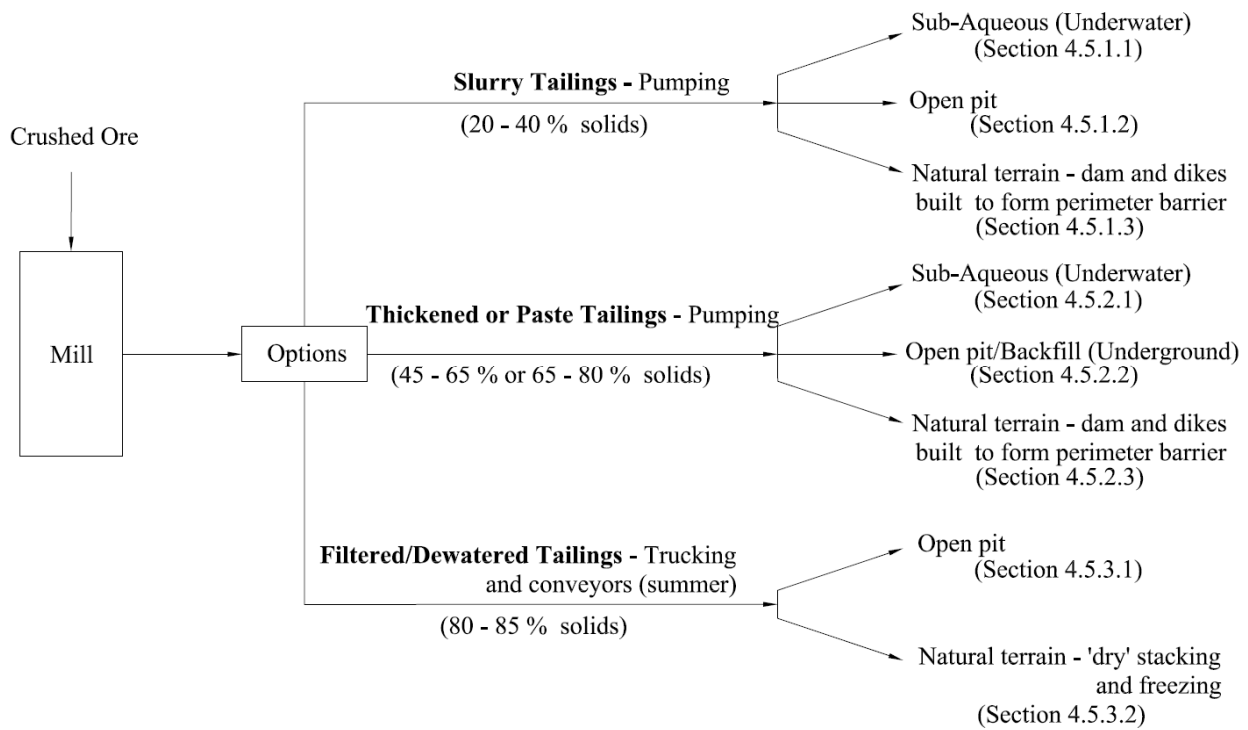 Crushed Ore
Mill
Options
Slurry Tailings - Pumping
(20 - 40 % solids)
Sub-Aqueous (Underwater)
(Section 4.5.1.1)
Open pit
(Section 4.5.1.2)
Natural terrain - dam and dikes
built to form perimeter barrier
(Section 4.5.1.3)
Thickened or Paste Tailings - Pumping
(45 - 65 % or 65 - 80 % solids)
Sub-Aqueous (Underwater)
(Section 4.5.2.1)
Open pit/Backfill (Underground)
(Section 4.5.2.2)
Natural terrain - dam and dikes
built to form perimeter barrier
(Section 4.5.2.3)
Filtered/Dewatered Tailings - Trucking
and conveyors (summer)
(80 - 85 % solids)
Open pit
(Section 4.5.3.1)
Natural terrain - 'dry' stacking
and freezing
(Section 4.5.3.2)